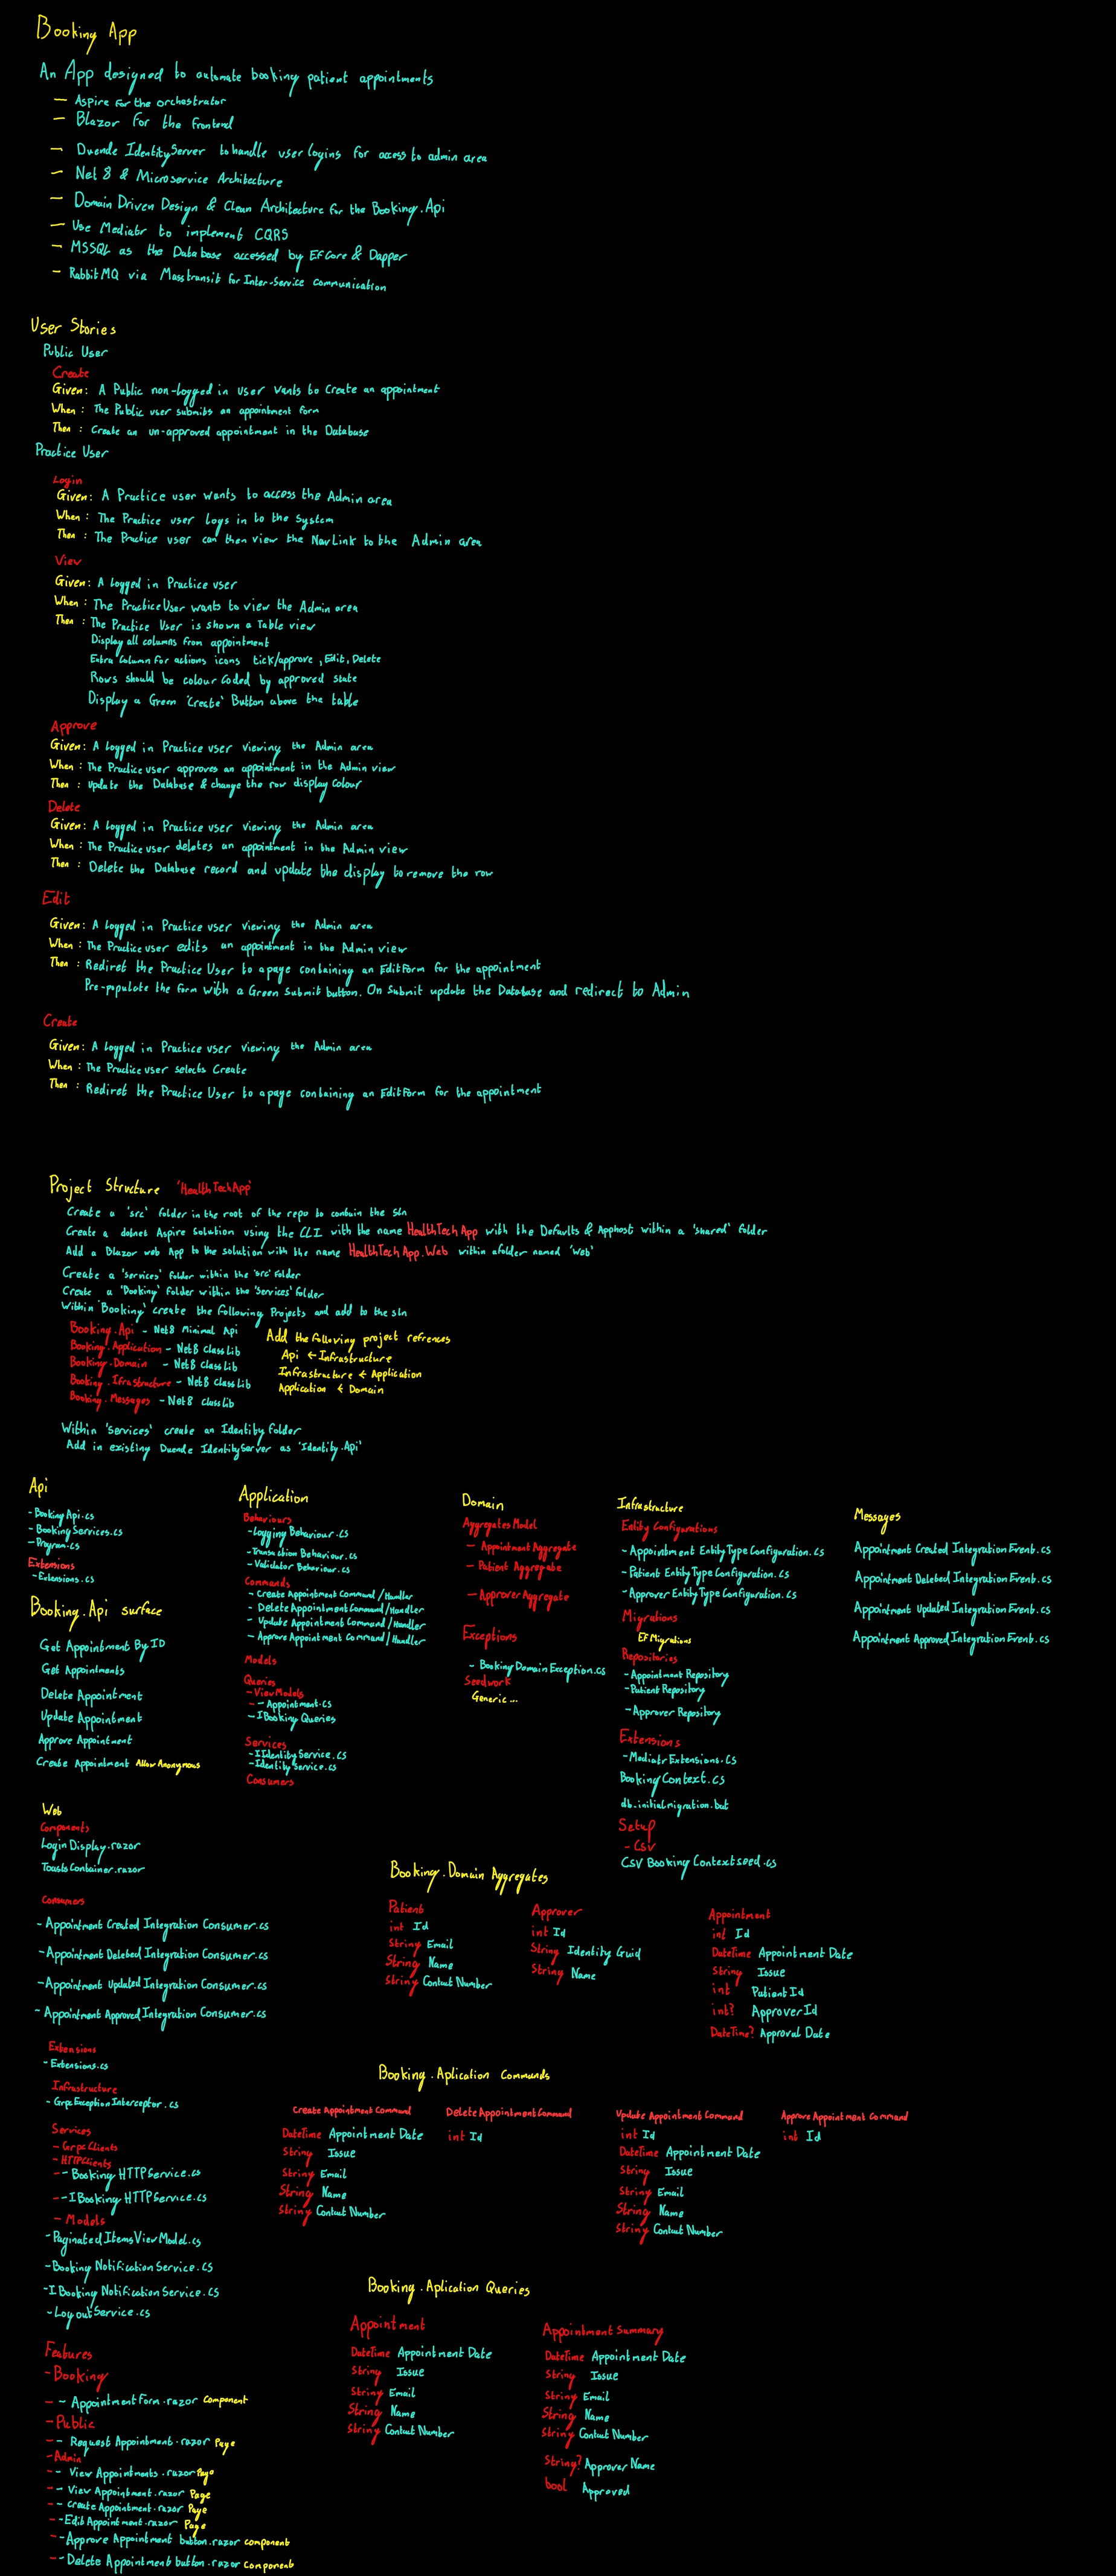 Booking App
An App designed to automate booking patient appointments
- Aspire for the orchestrator
- Blazor for the frontend
- Duende IdentityServer to handle user logins for access to admin area
- Net 8 & Microservice Architecture
- Domain Driven Design & Clean Architecture for the Booking.Api
- Use Mediatr to implement CQRS
- MSSQL as the Database accessed by EFCore & Dapper
- RabbitMQ via Masstransit for Inter-Service communication
User Stories
Public User
Create
Given: A Public non-logged in user wants to Create an appointment
When: The Public user submits an appointment form
Then: Create an un-approved appointment in the Database
Practice User
Login
Given: A Practice user wants to access the Admin area
When: The Practice user logs in to the System
Then: The Practice user can then view the NavLink to the Admin area
View
Given: A logged in Practice user
When: The Practice User wants to view the Admin area
Then: The Practice User is shown a Table view
Display all columns from appointment
Extra Column for actions icons tick/approve, Edit, Delete
Rows should be colour coded by approved state
Display a Green 'Create' Button above the table
Approve
Given: A logged in Practice user viewing the Admin area
When: The Practice user approves an appointment in the Admin view
Then: Update the Database & change the row display colour
Delete
Given: A logged in Practice user viewing the Admin area
When: The Practice user deletes an appointment in the Admin view
Then: Delete the Database record and update the display to remove the row
Edit
Given: A logged in Practice user viewing the Admin area
When: The Practice user edits an appointment in the Admin view
Then: Rediret the Practice User to a page containing an EditForm for the appointment
Pre-populate the form with a Green Submit button. On Submit update the Database and redirect to Admin
Create
Given: A logged in Practice user viewing the Admin area
When: The Practice user selects Create
Then: Rediret the Practice User to a page containing an EditForm for the appointment
Project Structure 'HealthTechApp'
Create a 'src' folder in the root of the repo to contain the sln
Create a dotnet Aspire Solution using the CLI with the name HealthTechApp with the Defaults & Apphost within a 'shared' folder
Add a Blazor web App to the solution with the name HealthTechApp.Web within a folder named 'Web'
Create a 'services' folder within the 'src' folder
Create a 'Booking' folder within the 'Services' folder
Within 'Booking' create the following Projects and add to the sln
Booking.Api - Net8 Minimal Api
Booking.Application - Net8 ClassLib
Booking.Domain - Net8 ClassLib
Booking.Ifrastructure - Net8 ClassLib
Booking.Messages - Net8 ClassLib
Add the following project refrences
Api ← Infrastructure
Infrastructure ← Application
Application ← Domain
Within 'Services' create an Identity folder
Add in existing Duende IdentityServer as 'Identity.Api'
Api
- BookingApi.cs
- BookingServices.cs
- Program.cs
Extensions
- Extensions.cs
Booking.Api surface
Get Appointment By ID
Get Appointments
Delete Appointment
Update Appointment
Approve Appointment
Create Appointment Allow Anonymous
Application
Behaviours
- Logging Behaviour.cs
- Transaction Behaviour.cs
- Validator Behaviour.cs
Commands
- Create Appointment Command/Handler
- Delete Appointment Command/Handler
- Update Appointment Command/Handler
- Approve Appointment Command/Handler
Models
Queries
- ViewModels
- - Appointment.cs
- IBooking Queries
Services
- IIdentityService.cs
- IdentityService.cs
Consumers
Domain
Aggregates Model
- Appointment Aggregate
- Patient Aggregate
- Approver Aggregate
Exceptions
- Booking Domain Exception.cs
Seedwork
Generic...
Infrastructure
Entity Configurations
- Appointment Entity Type Configuration.cs
- Patient Entity Type Configuration.cs
- Approver Entity Type Configuration.cs
Migrations
EF Migrations
Repositories
- Appointment Repository
- Patient Repository
- Approver Repository
Extensions
- Mediatr Extensions.cs
Booking Context.cs
db.initialmigration.bat
Setup
- CSV
CSV Booking Contextseed.cs
Messages
Appointment Created Integration Event.cs
Appointment Deleted Integration Event.cs
Appointment Updated Integration Event.cs
Appointment Approved Integration Event.cs
Web
Components
Login Display.razor
ToastsContainer.razor
Consumers
- Appointment Created Integration Consumer.cs
- Appointment Deleted Integration Consumer.cs
- Appointment Updated Integration Consumer.cs
- Appointment Approved Integration Consumer.cs
Extensions
- Extensions.cs
Infrastructure
- GrpcExceptionInterceptor.cs
Services
- GrpcClients
- HTTPClients
- - Booking HTTPService.cs
- - IBooking HTTPService.cs
- Models
- PaginatedItemsViewModel.cs
- Booking Notification Service.cs
- IBooking Notification Service.cs
- LogoutService.cs
Features
- Booking
- - Appointment Form.razor Component
- Public
- - Request Appointment.razor Page
- Admin
- - View Appointments.razor Page
- - View Appointment.razor Page
- - Create Appointment.razor Page
- - Edit Appointment.razor Page
- - Approve Appointment button.razor component
- - Delete Appointment button.razor Component
Booking.Domain Aggregates
Patient
int Id
String Email
String Name
String Contact Number
Approver
int Id
String Identity Guid
String Name
Appointment
int Id
DateTime Appointment Date
String Issue
int Patient Id
int? Approver Id
DateTime? Approval Date
Booking.Aplication Commands
Create Appointment Command
DateTime Appointment Date
String Issue
String Email
String Name
String Contact Number
Delete Appointment Command
int Id
Update Appointment Command
int Id
DateTime Appointment Date
String Issue
String Email
String Name
String Contact Number
Approve Appointment Command
int Id
Booking.Aplication Queries
Appointment
DateTime Appointment Date
String Issue
String Email
String Name
String Contact Number
Appointment Summary
DateTime Appointment Date
String Issue
String Email
String Name
String Contact Number
String? Approver Name
bool Approved